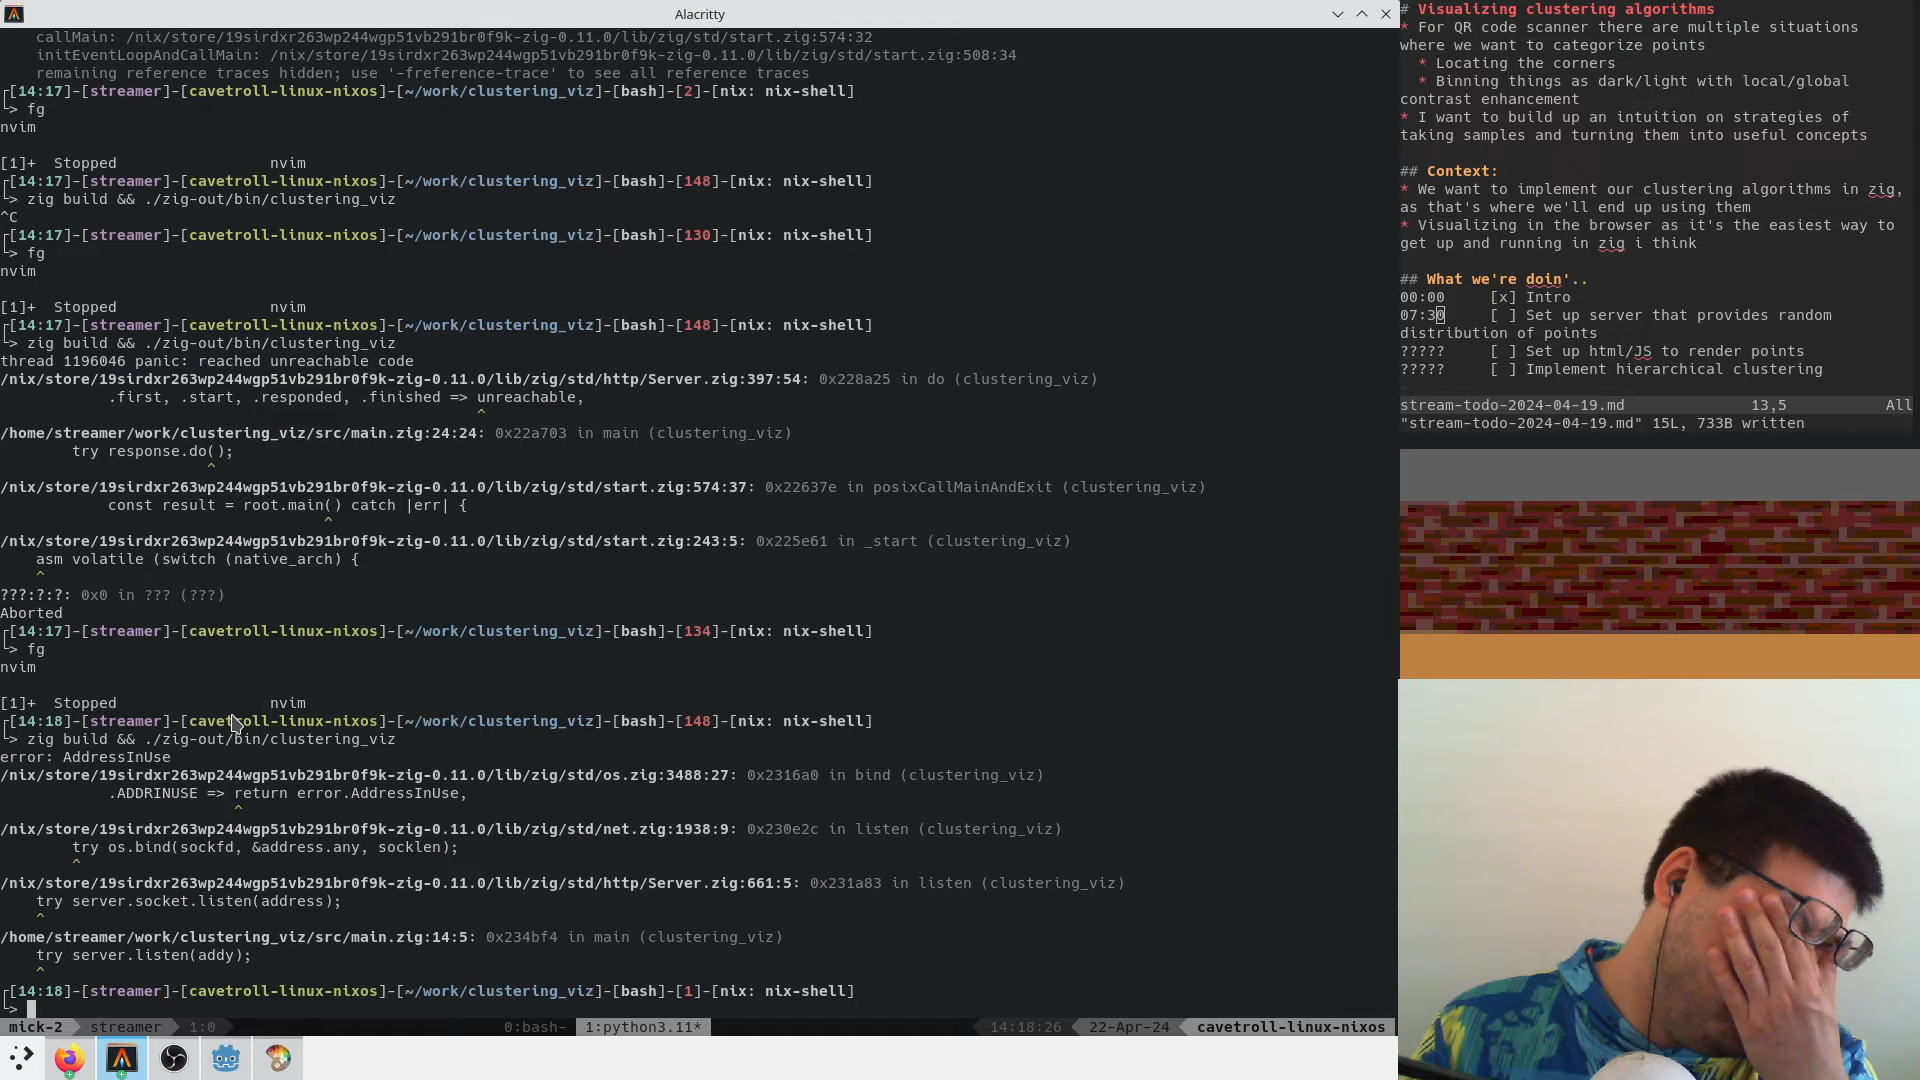 Alacritty
callMain: /nix/store/19sirdxr263wp244wgp51vb291br0f9k-zig-0.11.0/lib/zig/std/start.zig:574:32
initEventLoopAndCallMain: /nix/store/19sirdxr263wp244wgp51vb291br0f9k-zig-0.11.0/lib/zig/std/start.zig:508:34
remaining reference traces hidden; use '-freference-trace' to see all reference traces
┌[14:17]-[streamer]-[cavetroll-linux-nixos]-[~/work/clustering_viz]-[bash]-[2]-[nix: nix-shell]
└> fg
nvim
[1]+  Stopped                 nvim
┌[14:17]-[streamer]-[cavetroll-linux-nixos]-[~/work/clustering_viz]-[bash]-[148]-[nix: nix-shell]
└> zig build && ./zig-out/bin/clustering_viz
^C
┌[14:17]-[streamer]-[cavetroll-linux-nixos]-[~/work/clustering_viz]-[bash]-[130]-[nix: nix-shell]
└> fg
nvim
[1]+  Stopped                 nvim
┌[14:17]-[streamer]-[cavetroll-linux-nixos]-[~/work/clustering_viz]-[bash]-[148]-[nix: nix-shell]
└> zig build && ./zig-out/bin/clustering_viz
thread 1196046 panic: reached unreachable code
/nix/store/19sirdxr263wp244wgp51vb291br0f9k-zig-0.11.0/lib/zig/std/http/Server.zig:397:54: 0x228a25 in do (clustering_viz)
.first, .start, .responded, .finished => unreachable,
^
/home/streamer/work/clustering_viz/src/main.zig:24:24: 0x22a703 in main (clustering_viz)
try response.do();
^
/nix/store/19sirdxr263wp244wgp51vb291br0f9k-zig-0.11.0/lib/zig/std/start.zig:574:37: 0x22637e in posixCallMainAndExit (clustering_viz)
const result = root.main() catch |err| {
^
/nix/store/19sirdxr263wp244wgp51vb291br0f9k-zig-0.11.0/lib/zig/std/start.zig:243:5: 0x225e61 in _start (clustering_viz)
asm volatile (switch (native_arch) {
^
???:?:?: 0x0 in ??? (???)
Aborted
┌[14:17]-[streamer]-[cavetroll-linux-nixos]-[~/work/clustering_viz]-[bash]-[134]-[nix: nix-shell]
└> fg
nvim
[1]+  Stopped                 nvim
┌[14:18]-[streamer]-[cavetroll-linux-nixos]-[~/work/clustering_viz]-[bash]-[148]-[nix: nix-shell]
└> zig build && ./zig-out/bin/clustering_viz
error: AddressInUse
/nix/store/19sirdxr263wp244wgp51vb291br0f9k-zig-0.11.0/lib/zig/std/os.zig:3488:27: 0x2316a0 in bind (clustering_viz)
.ADDRINUSE => return error.AddressInUse,
^
/nix/store/19sirdxr263wp244wgp51vb291br0f9k-zig-0.11.0/lib/zig/std/net.zig:1938:9: 0x230e2c in listen (clustering_viz)
try os.bind(sockfd, &address.any, socklen);
^
/nix/store/19sirdxr263wp244wgp51vb291br0f9k-zig-0.11.0/lib/zig/std/http/Server.zig:661:5: 0x231a83 in listen (clustering_viz)
try server.socket.listen(address);
^
/home/streamer/work/clustering_viz/src/main.zig:14:5: 0x234bf4 in main (clustering_viz)
try server.listen(addy);
^
┌[14:18]-[streamer]-[cavetroll-linux-nixos]-[~/work/clustering_viz]-[bash]-[1]-[nix: nix-shell]
└>
mick-2 streamer 1:0 0:bash- 1:python3.11* 14:18:26 22-Apr-24 cavetroll-linux-nixos
# Visualizing clustering algorithms
* For QR code scanner there are multiple situations
where we want to categorize points
* Locating the corners
* Binning things as dark/light with local/global
contrast enhancement
* I want to build up an intuition on strategies of
taking samples and turning them into useful concepts
## Context:
* We want to implement our clustering algorithms in zig,
as that's where we'll end up using them
* Visualizing in the browser as it's the easiest way to
get up and running in zig i think
## What we're doin'..
00:00     [x] Intro
07:30     [ ] Set up server that provides random
distribution of points
?????     [ ] Set up html/JS to render points
?????     [ ] Implement hierarchical clustering
~
stream-todo-2024-04-19.md 13,5 All
"stream-todo-2024-04-19.md" 15L, 733B written